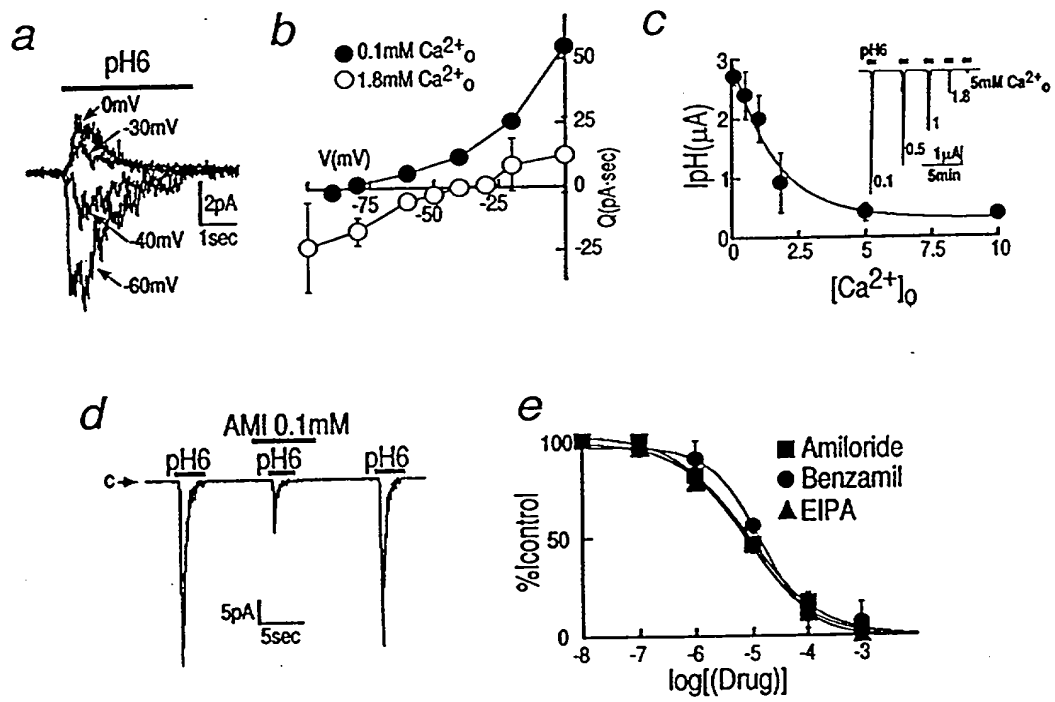 a
pH6
0mV
-30mV
-40mV
-60mV
2pA
1sec
b
0.1mM Ca2+o
1.8mM Ca2+o
V(mV)
-75
-50
-25
50
25
0
-25
Q(pA·sec)
c
pH6
5mM Ca2+o
1.8
1
0.5
0.1
1μA
5min
IpH(μA)
3
2
1
0
0
2.5
5
7.5
10
[Ca2+]o
d
AMI 0.1mM
pH6
pH6
pH6
c
5pA
5sec
e
Amiloride
Benzamil
EIPA
%Icontrol
100
50
0
-8
-7
-6
-5
-4
-3
log[(Drug)]